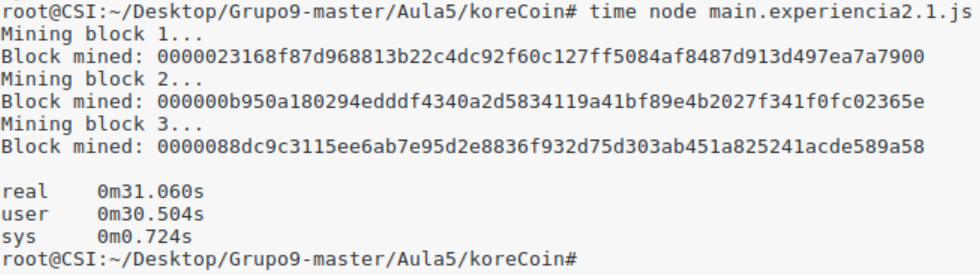 root@CSI:~/Desktop/Grupo9-master/Aula5/koreCoin# time node main.experiencia2.1.js
Mining block 1...
Block mined: 0000023168f87d968813b22c4dc92f60c127ff5084af8487d913d497ea7a7900
Mining block 2...
Block mined: 000000b950a180294edddf4340a2d5834119a41bf89e4b2027f341f0fc02365e
Mining block 3...
Block mined: 0000088dc9c3115ee6ab7e95d2e8836f932d75d303ab451a825241acde589a58
real 0m31.060s
user 0m30.504s
sys 0m0.724s
root@CSI:~/Desktop/Grupo9-master/Aula5/koreCoin#